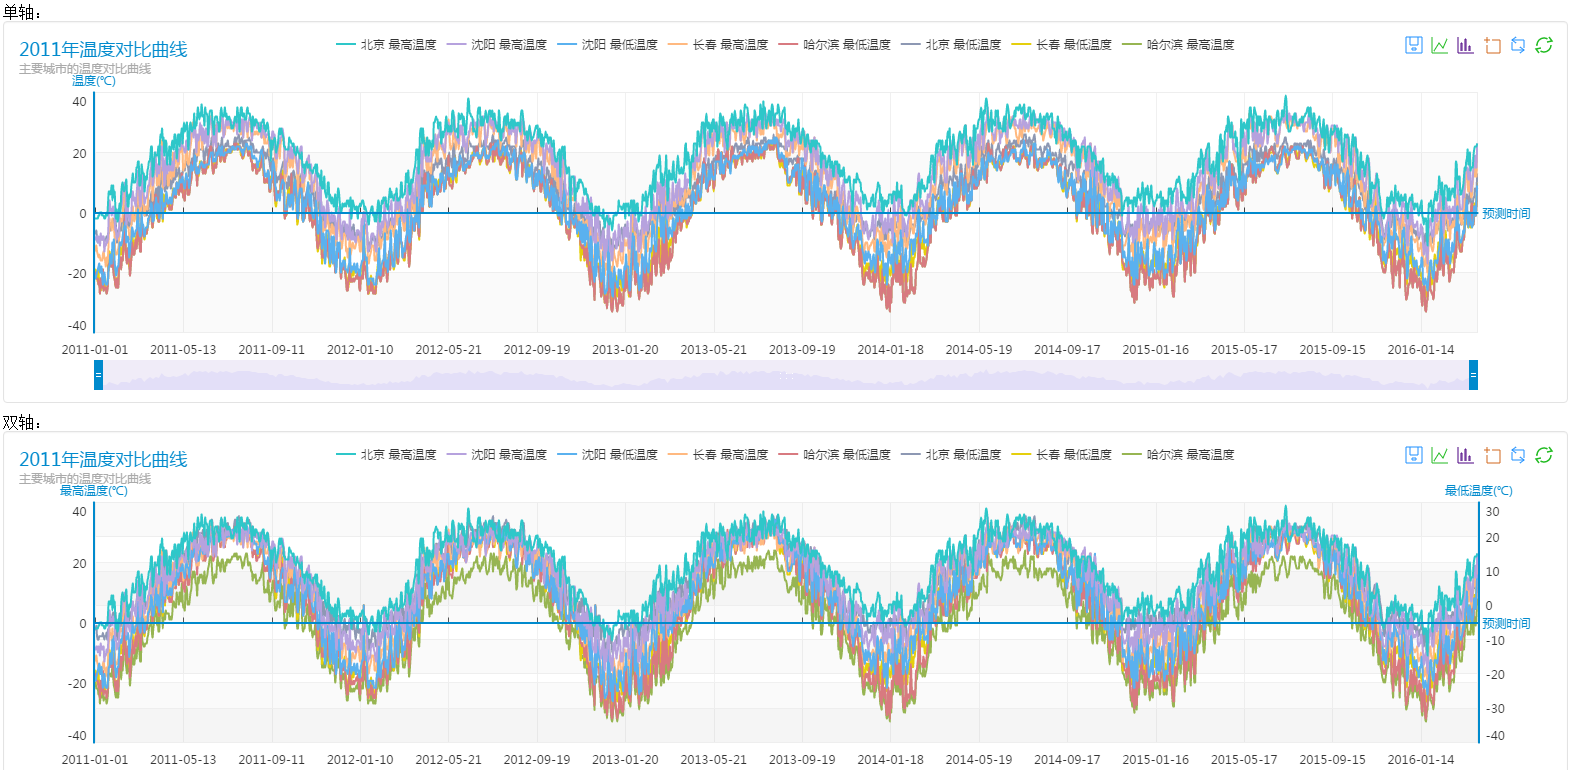 单轴：
2011年温度对比曲线
北京 最高温度 沈阳 最高温度 沈阳 最低温度 长春 最高温度 哈尔滨 最低温度 北京 最低温度 长春 最低温度 哈尔滨 最高温度
主要城市的温度对比曲线
温度(℃)
40
20
0
预测时间
-20
-40
2011-01-01 2011-05-13 2011-09-11 2012-01-10 2012-05-21 2012-09-19 2013-01-20 2013-05-21 2013-09-19 2014-01-18 2014-05-19 2014-09-17 2015-01-16 2015-05-17 2015-09-15 2016-01-14
双轴：
2011年温度对比曲线
北京 最高温度 沈阳 最高温度 沈阳 最低温度 长春 最高温度 哈尔滨 最低温度 北京 最低温度 长春 最低温度 哈尔滨 最高温度
主要城市的温度对比曲线
最高温度(℃) 最低温度(℃)
40 30
20
20 10
0
0 预测时间
-10
-20 -20
-30
-40 -40
2011-01-01 2011-05-13 2011-09-11 2012-01-10 2012-05-21 2012-09-19 2013-01-20 2013-05-21 2013-09-19 2014-01-18 2014-05-19 2014-09-17 2015-01-16 2015-05-17 2015-09-15 2016-01-14